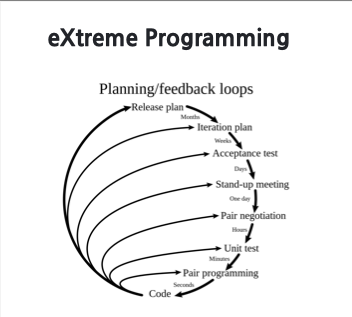 eXtreme Programming
Planning/feedback loops
Release plan
Months
Iteration plan
Weeks
Acceptance test
Days
Stand-up meeting
One day
Pair negotiation
Hours
Unit test
Minutes
Pair programming
Seconds
Code